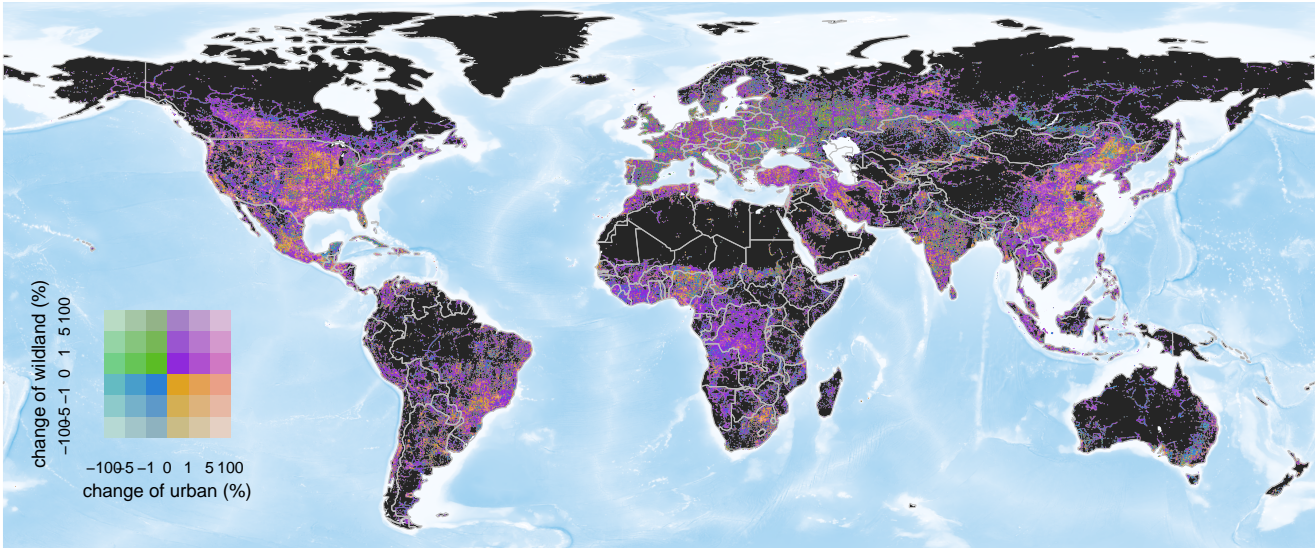 change of wildland (%)
−100 -5 −1 0 1 5 100
−100 -5 −1 0 1 5 100
change of urban (%)